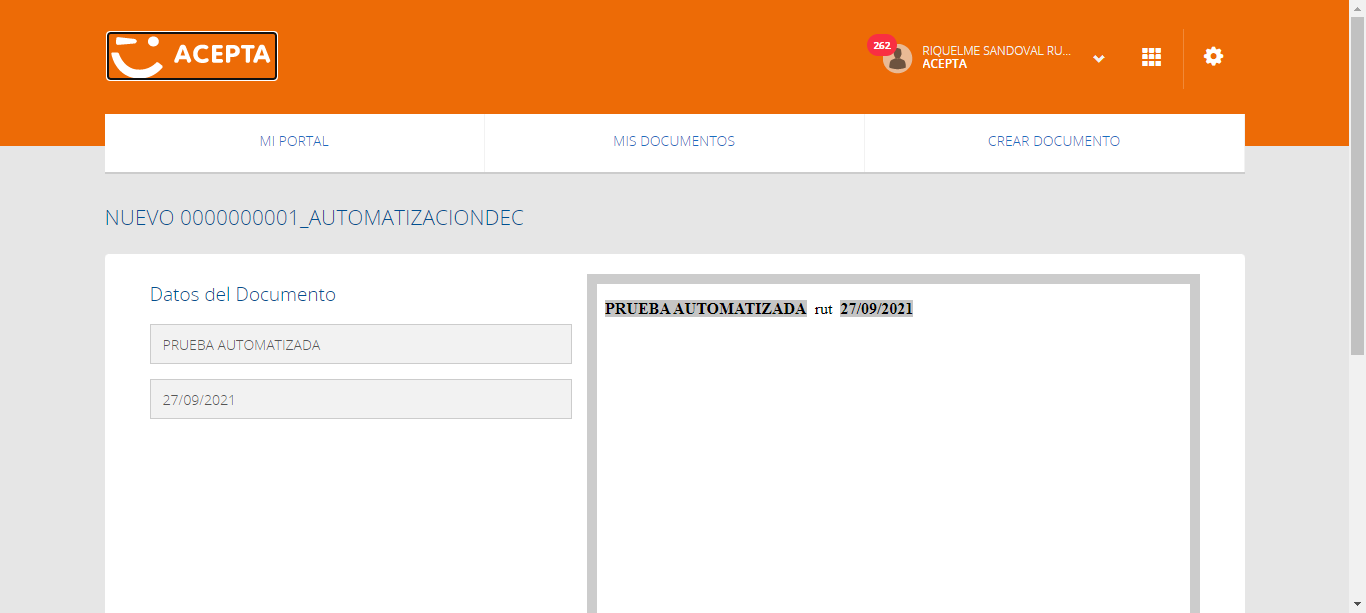 ACEPTA
262
RIQUELME SANDOVAL RU...
ACEPTA
MI PORTAL
MIS DOCUMENTOS
CREAR DOCUMENTO
NUEVO 0000000001_AUTOMATIZACIONDEC
Datos del Documento
PRUEBA AUTOMATIZADA
27/09/2021
PRUEBA AUTOMATIZADA rut 27/09/2021